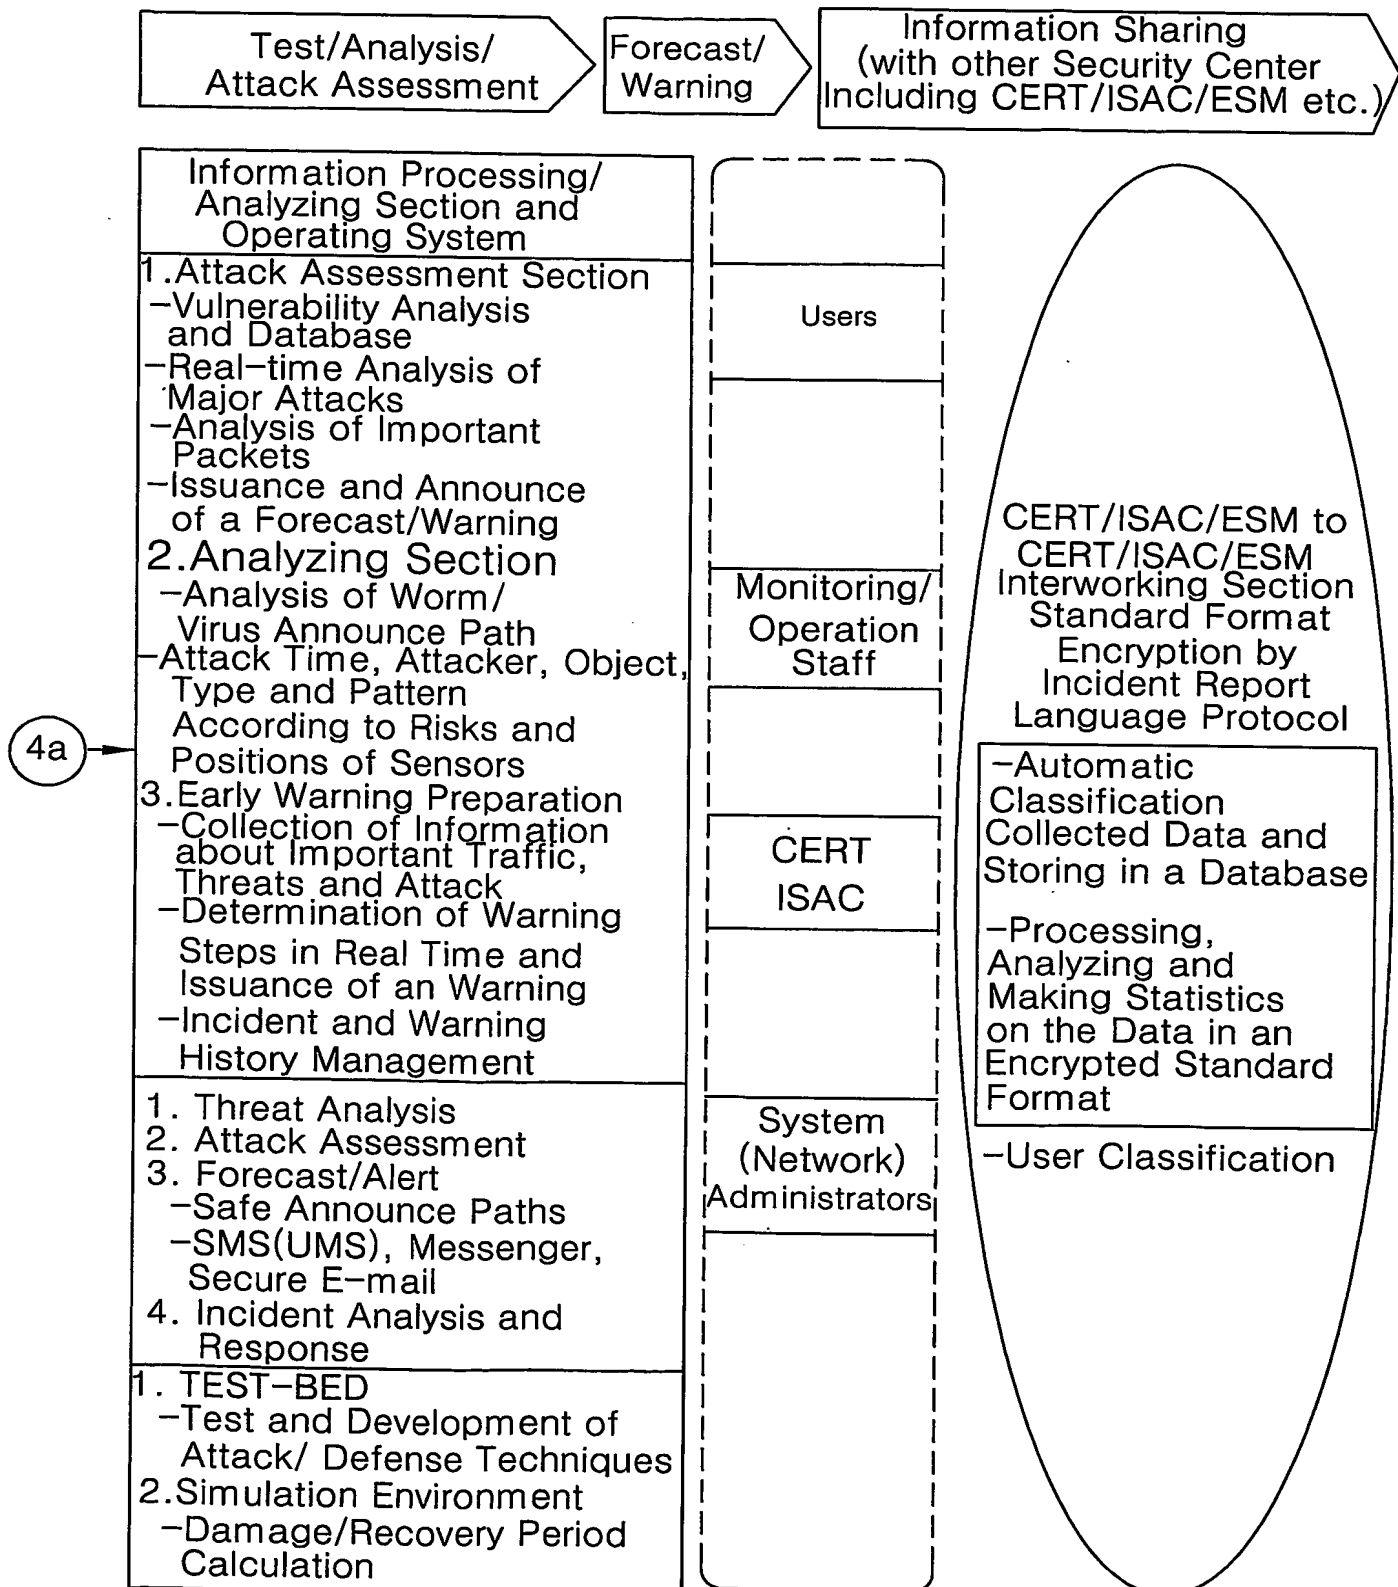 Test/Analysis/
Attack Assessment
Forecast/
Warning
Information Sharing
(with other Security Center
Including CERT/ISAC/ESM etc.)
Information Processing/
Analyzing Section and
Operating System
1.Attack Assessment Section
-Vulnerability Analysis
and Database
-Real-time Analysis of
Major Attacks
-Analysis of Important
Packets
-Issuance and Announce
of a Forecast/Warning
2.Analyzing Section
-Analysis of Worm/
Virus Announce Path
-Attack Time, Attacker, Object,
Type and Pattern
According to Risks and
Positions of Sensors
3.Early Warning Preparation
-Collection of Information
about Important Traffic,
Threats and Attack
-Determination of Warning
Steps in Real Time and
Issuance of an Warning
-Incident and Warning
History Management
1. Threat Analysis
2. Attack Assessment
3. Forecast/Alert
-Safe Announce Paths
-SMS(UMS), Messenger,
Secure E-mail
4. Incident Analysis and
Response
1. TEST-BED
-Test and Development of
Attack/ Defense Techniques
2.Simulation Environment
-Damage/Recovery Period
Calculation
4a
Users
Monitoring/
Operation
Staff
CERT
ISAC
System
(Network)
Administrators
CERT/ISAC/ESM to
CERT/ISAC/ESM
Interworking Section
Standard Format
Encryption by
Incident Report
Language Protocol
-Automatic
Classification
Collected Data and
Storing in a Database
-Processing,
Analyzing and
Making Statistics
on the Data in an
Encrypted Standard
Format
-User Classification